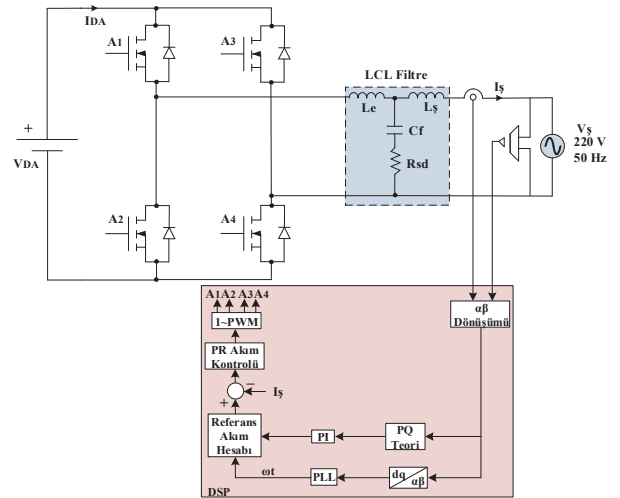 IDA
A1
A3
LCL Filtre
Le
Lş
Iş
Cf
Rsd
Vş
220 V
50 Hz
+
VDA
A2
A4
A1A2 A3A4
1~PWM
αβ
Dönüşümü
PR Akım
Kontrolü
−
+
Iş
Referans
Akım
Hesabı
PI
PQ
Teori
ωt
PLL
dq
αβ
DSP